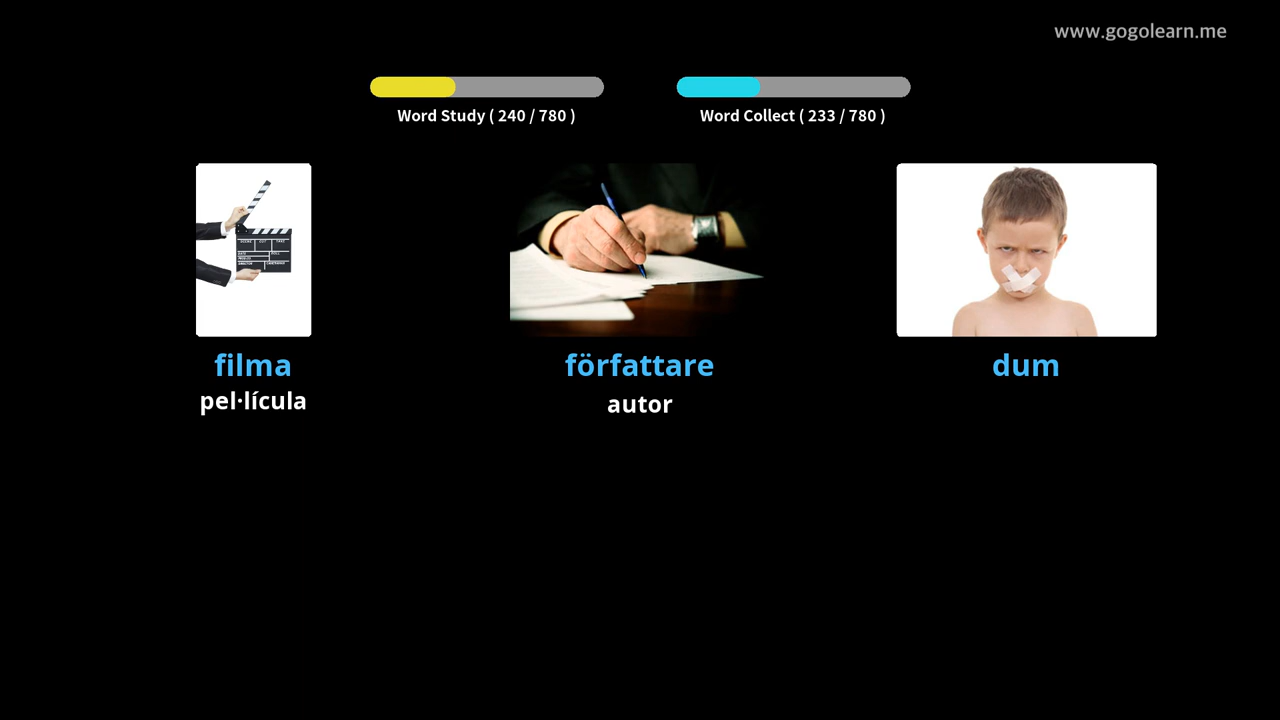 www.gogolearn.me
Word Study ( 240 / 780 )
Word Collect ( 233 / 780 )
filma
författare
dum
pel·lícula
autor